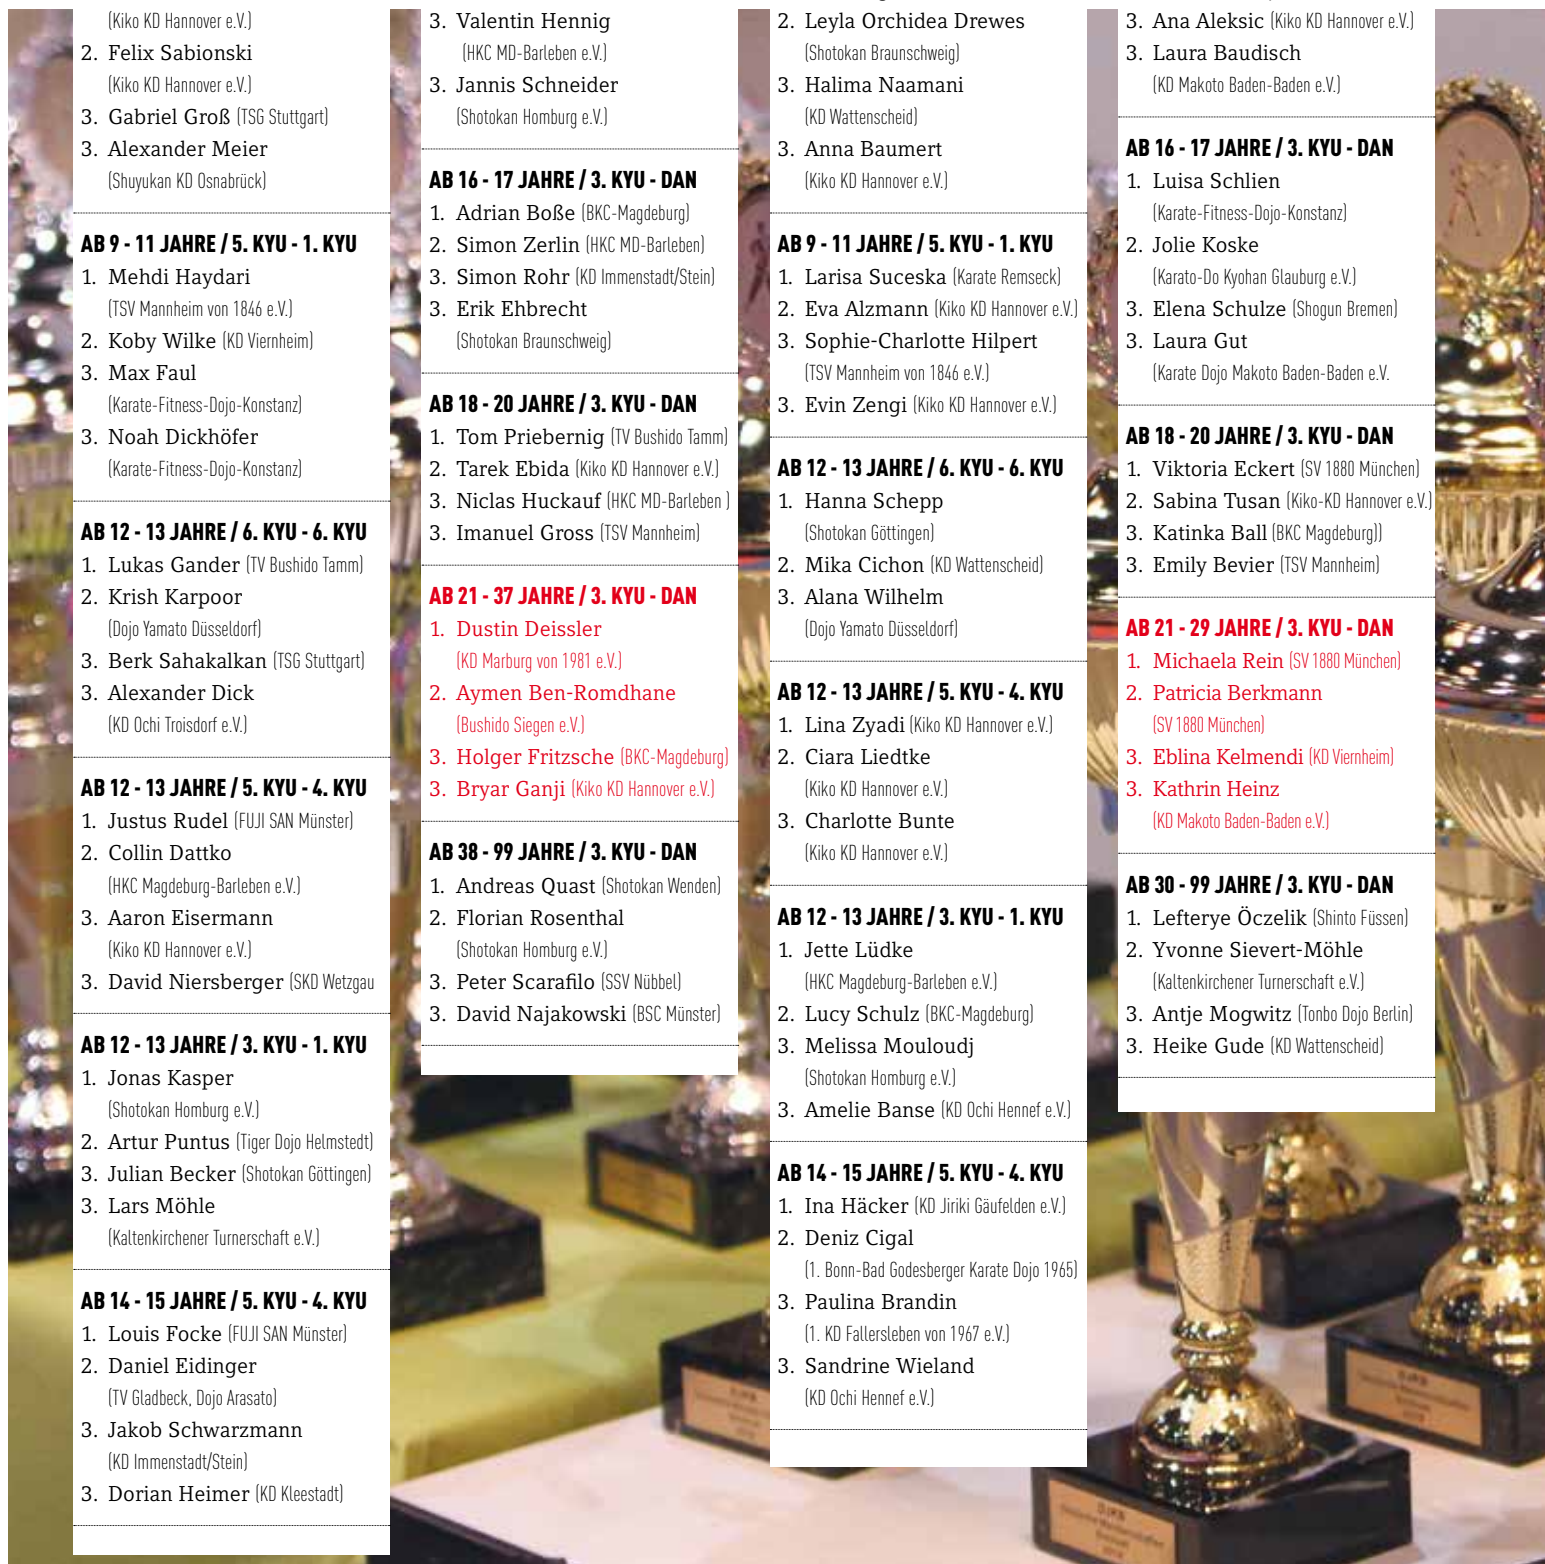 (Kiko KD Hannover e.V.)
2. Felix Sabionski
(Kiko KD Hannover e.V.)
3. Gabriel Groß (TSG Stuttgart)
3. Alexander Meier
(Shuyukan KD Osnabrück)
AB 9 - 11 JAHRE / 5. KYU - 1. KYU
1. Mehdi Haydari
(TSV Mannheim von 1846 e.V.)
2. Koby Wilke (KD Viernheim)
3. Max Faul
(Karate-Fitness-Dojo-Konstanz)
3. Noah Dickhöfer
(Karate-Fitness-Dojo-Konstanz)
AB 12 - 13 JAHRE / 6. KYU - 6. KYU
1. Lukas Gander (TV Bushido Tamm)
2. Krish Karpoor
(Dojo Yamato Düsseldorf)
3. Berk Sahakalkan (TSG Stuttgart)
3. Alexander Dick
(KD Ochi Troisdorf e.V.)
AB 12 - 13 JAHRE / 5. KYU - 4. KYU
1. Justus Rudel (FUJI SAN Münster)
2. Collin Dattko
(HKC Magdeburg-Barleben e.V.)
3. Aaron Eisermann
(Kiko KD Hannover e.V.)
3. David Niersberger (SKD Wetzgau
AB 12 - 13 JAHRE / 3. KYU - 1. KYU
1. Jonas Kasper
(Shotokan Homburg e.V.)
2. Artur Puntus (Tiger Dojo Helmstedt)
3. Julian Becker (Shotokan Göttingen)
3. Lars Möhle
(Kaltenkirchener Turnerschaft e.V.)
AB 14 - 15 JAHRE / 5. KYU - 4. KYU
1. Louis Focke (FUJI SAN Münster)
2. Daniel Eidinger
(TV Gladbeck, Dojo Arasato)
3. Jakob Schwarzmann
(KD Immenstadt/Stein)
3. Dorian Heimer (KD Kleestadt)
3. Valentin Hennig
(HKC MD-Barleben e.V.)
3. Jannis Schneider
(Shotokan Homburg e.V.)
AB 16 - 17 JAHRE / 3. KYU - DAN
1. Adrian Boße (BKC-Magdeburg)
2. Simon Zerlin (HKC MD-Barleben)
3. Simon Rohr (KD Immenstadt/Stein)
3. Erik Ehbrecht
(Shotokan Braunschweig)
AB 18 - 20 JAHRE / 3. KYU - DAN
1. Tom Priebernig (TV Bushido Tamm)
2. Tarek Ebida (Kiko KD Hannover e.V.)
3. Niclas Huckauf (HKC MD-Barleben )
3. Imanuel Gross (TSV Mannheim)
AB 21 - 37 JAHRE / 3. KYU - DAN
1. Dustin Deissler
(KD Marburg von 1981 e.V.)
2. Aymen Ben-Romdhane
(Bushido Siegen e.V.)
3. Holger Fritzsche (BKC-Magdeburg)
3. Bryar Ganji (Kiko KD Hannover e.V.)
AB 38 - 99 JAHRE / 3. KYU - DAN
1. Andreas Quast (Shotokan Wenden)
2. Florian Rosenthal
(Shotokan Homburg e.V.)
3. Peter Scarafilo (SSV Nübbel)
3. David Najakowski (BSC Münster)
2. Leyla Orchidea Drewes
(Shotokan Braunschweig)
3. Halima Naamani
(KD Wattenscheid)
3. Anna Baumert
(Kiko KD Hannover e.V.)
AB 9 - 11 JAHRE / 5. KYU - 1. KYU
1. Larisa Suceska (Karate Remseck)
2. Eva Alzmann (Kiko KD Hannover e.V.)
3. Sophie-Charlotte Hilpert
(TSV Mannheim von 1846 e.V.)
3. Evin Zengi (Kiko KD Hannover e.V.)
AB 12 - 13 JAHRE / 6. KYU - 6. KYU
1. Hanna Schepp
(Shotokan Göttingen)
2. Mika Cichon (KD Wattenscheid)
3. Alana Wilhelm
(Dojo Yamato Düsseldorf)
AB 12 - 13 JAHRE / 5. KYU - 4. KYU
1. Lina Zyadi (Kiko KD Hannover e.V.)
2. Ciara Liedtke
(Kiko KD Hannover e.V.)
3. Charlotte Bunte
(Kiko KD Hannover e.V.)
AB 12 - 13 JAHRE / 3. KYU - 1. KYU
1. Jette Lüdke
(HKC Magdeburg-Barleben e.V.)
2. Lucy Schulz (BKC-Magdeburg)
3. Melissa Mouloudj
(Shotokan Homburg e.V.)
3. Amelie Banse (KD Ochi Hennef e.V.)
AB 14 - 15 JAHRE / 5. KYU - 4. KYU
1. Ina Häcker (KD Jiriki Gäufelden e.V.)
2. Deniz Cigal
(1. Bonn-Bad Godesberger Karate Dojo 1965)
3. Paulina Brandin
(1. KD Fallersleben von 1967 e.V.)
3. Sandrine Wieland
(KD Ochi Hennef e.V.)
3. Ana Aleksic (Kiko KD Hannover e.V.)
3. Laura Baudisch
(KD Makoto Baden-Baden e.V.)
AB 16 - 17 JAHRE / 3. KYU - DAN
1. Luisa Schlien
(Karate-Fitness-Dojo-Konstanz)
2. Jolie Koske
(Karato-Do Kyohan Glauburg e.V.)
3. Elena Schulze (Shogun Bremen)
3. Laura Gut
(Karate Dojo Makoto Baden-Baden e.V.
AB 18 - 20 JAHRE / 3. KYU - DAN
1. Viktoria Eckert (SV 1880 München)
2. Sabina Tusan (Kiko-KD Hannover e.V.)
3. Katinka Ball (BKC Magdeburg))
3. Emily Bevier (TSV Mannheim)
AB 21 - 29 JAHRE / 3. KYU - DAN
1. Michaela Rein (SV 1880 München)
2. Patricia Berkmann
(SV 1880 München)
3. Eblina Kelmendi (KD Viernheim)
3. Kathrin Heinz
(KD Makoto Baden-Baden e.V.)
AB 30 - 99 JAHRE / 3. KYU - DAN
1. Lefterye Öczelik (Shinto Füssen)
2. Yvonne Sievert-Möhle
(Kaltenkirchener Turnerschaft e.V.)
3. Antje Mogwitz (Tonbo Dojo Berlin)
3. Heike Gude (KD Wattenscheid)